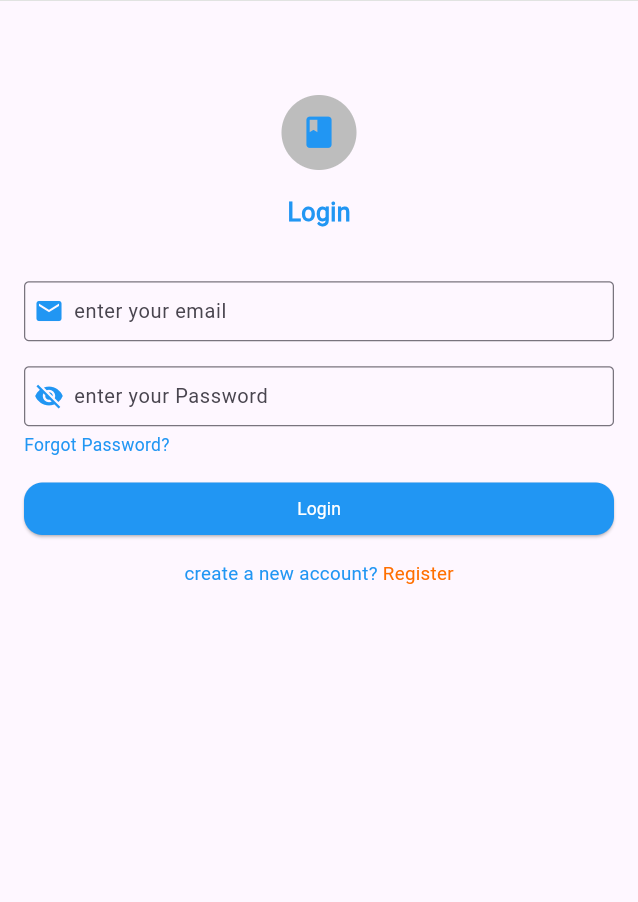 Login
enter your email
enter your Password
Forgot Password?
Login
create a new account? Register